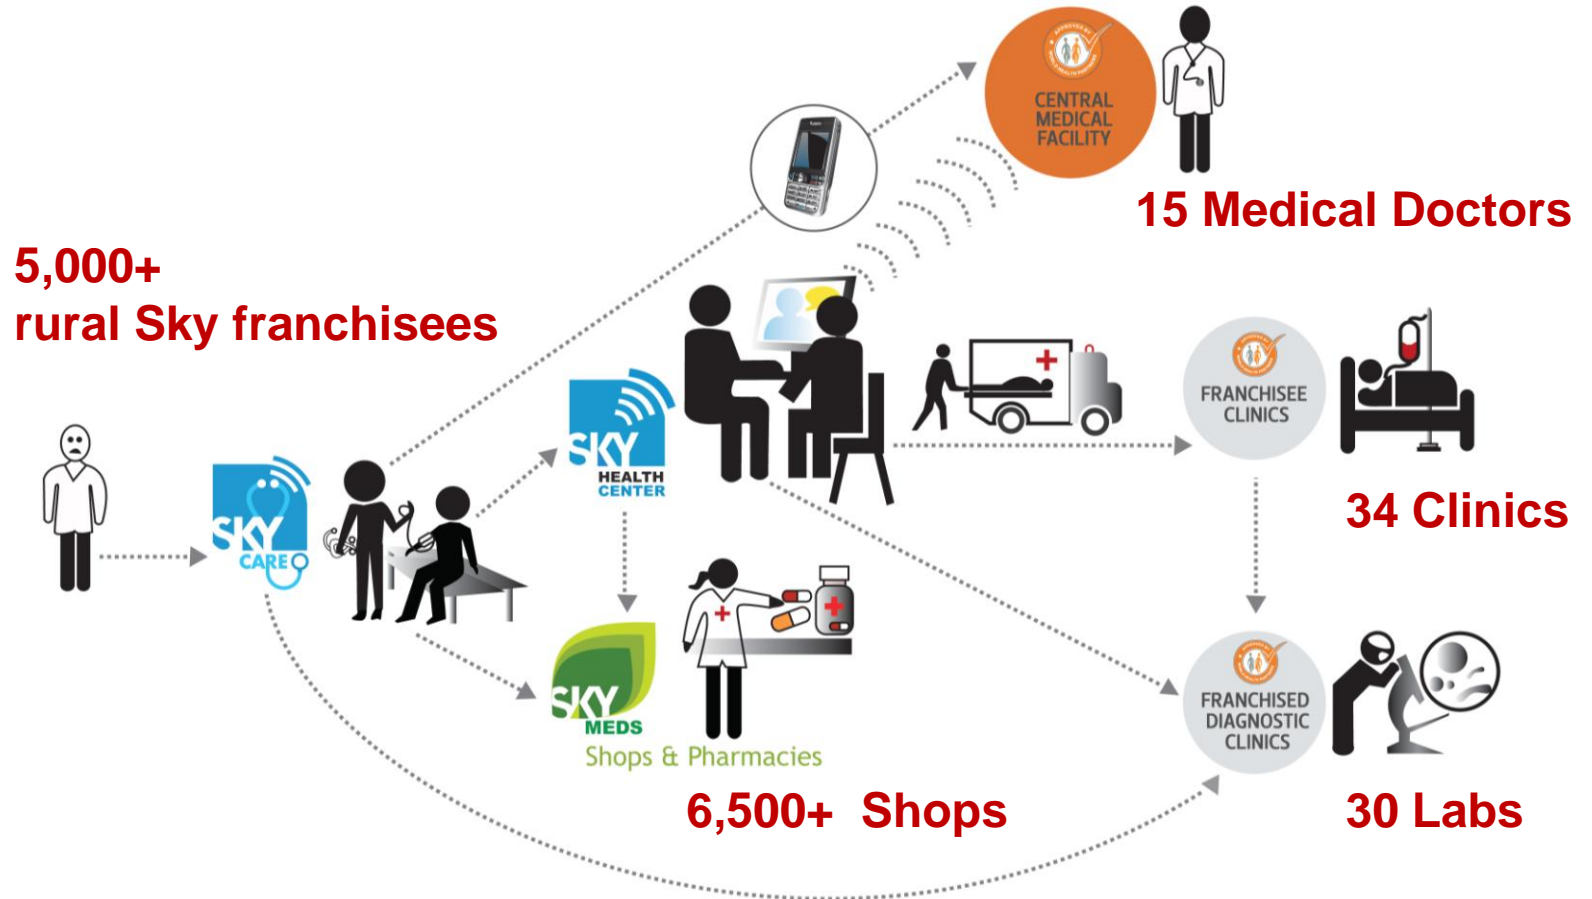 CENTRAL
MEDICAL
FACILITY
15 Medical Doctors
5,000+
rural Sky franchisees
SKY
HEALTH
CENTER
FRANCHISEE
CLINICS
34 Clinics
SKY
CARE
SKY
MEDS
Shops & Pharmacies
6,500+ Shops
FRANCHISED
DIAGNOSTIC
CLINICS
30 Labs